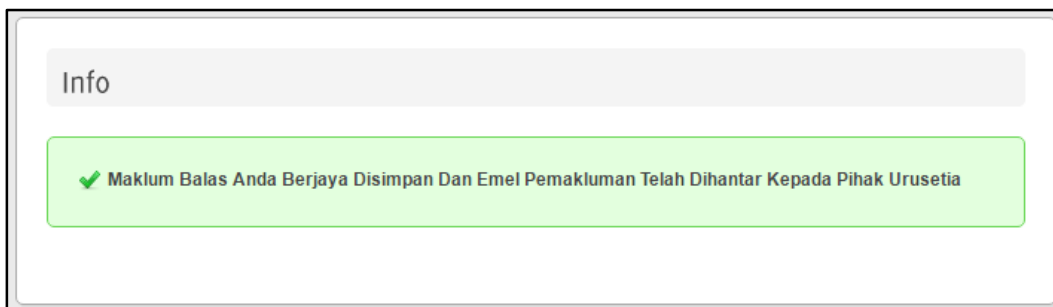 Info
Maklum Balas Anda Berjaya Disimpan Dan Emel Pemakluman Telah Dihantar Kepada Pihak Urusetia